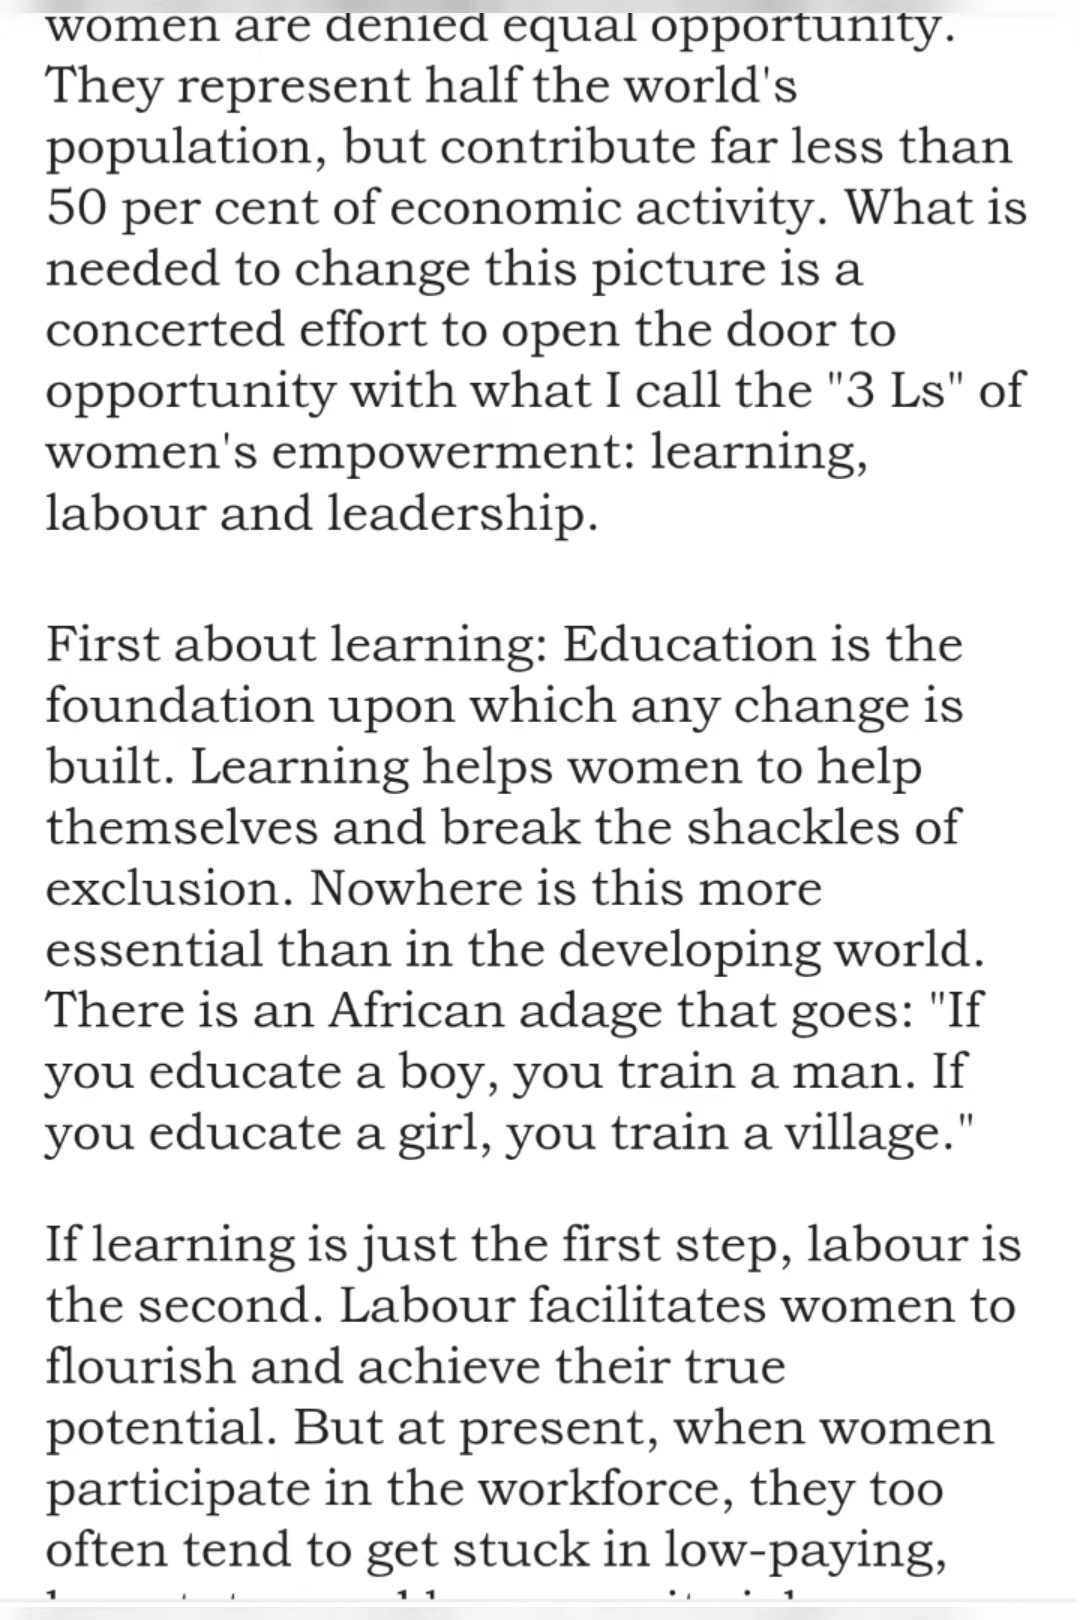 women are denied equal opportunity.
They represent half the world's
population, but contribute far less than
50 per cent of economic activity. What is
needed to change this picture is a
concerted effort to open the door to
opportunity with what I call the "3 Ls" of
women's empowerment: learning,
labour and leadership.
First about learning: Education is the
foundation upon which any change is
built. Learning helps women to help
themselves and break the shackles of
exclusion. Nowhere is this more
essential than in the developing world.
There is an African adage that goes: "If
you educate a boy, you train a man. If
you educate a girl, you train a village."
If learning is just the first step, labour is
the second. Labour facilitates women to
flourish and achieve their true
potential. But at present, when women
participate in the workforce, they too
often tend to get stuck in low-paying,